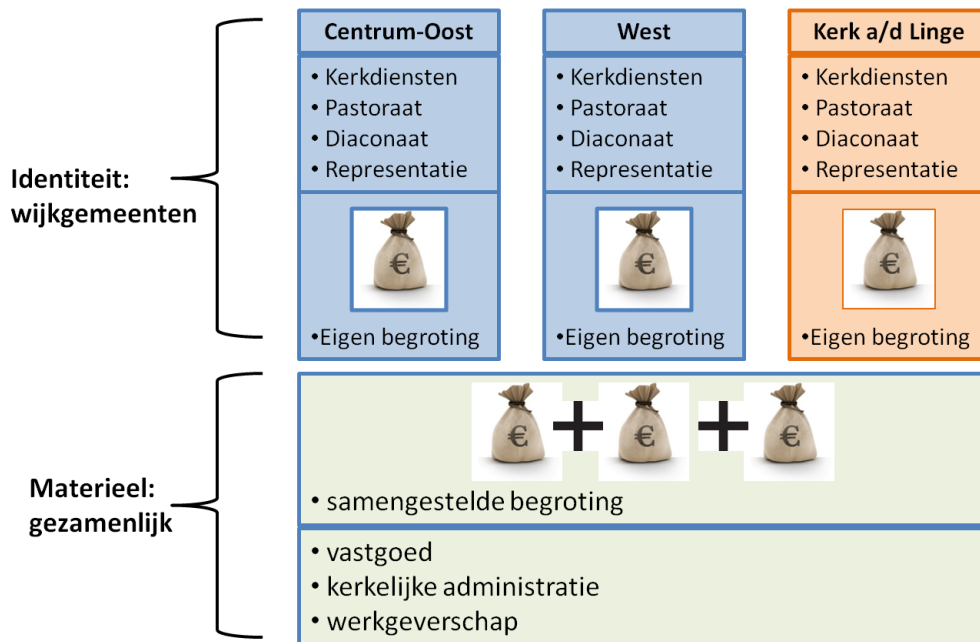 Centrum-Oost
• Kerkdiensten
• Pastoraat
• Diaconaat
• Representatie
€
•Eigen begroting
West
• Kerkdiensten
• Pastoraat
• Diaconaat
• Representatie
€
•Eigen begroting
Kerk a/d Linge
• Kerkdiensten
• Pastoraat
• Diaconaat
• Representatie
€
•Eigen begroting
Identiteit:
wijkgemeenten
Materieel:
gezamenlijk
€ + € + €
• samengestelde begroting
• vastgoed
• kerkelijke administratie
• werkgeverschap